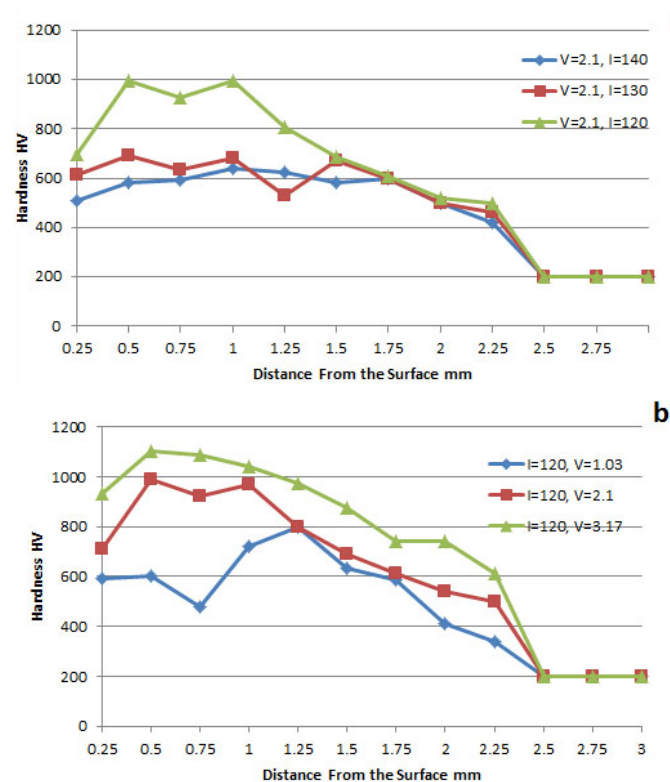 1200
1000
800
600
400
200
0
Hardness HV
V=2.1, I=140
V=2.1, I=130
V=2.1, I=120
0.25 0.5 0.75 1 1.25 1.5 1.75 2 2.25 2.5 2.75
Distance From the Surface mm
b
1200
1000
800
600
400
200
0
Hardness HV
I=120, V=1.03
I=120, V=2.1
I=120, V=3.17
0.25 0.5 0.75 1 1.25 1.5 1.75 2 2.25 2.5 2.75 3
Distance From the Surface mm